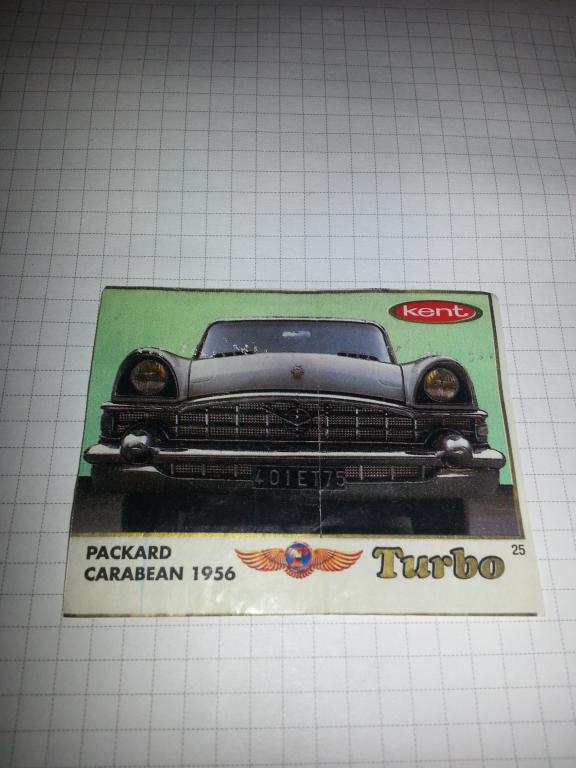 kent
401ET75
PACKARD
CARABEAN 1956
Turbo
25